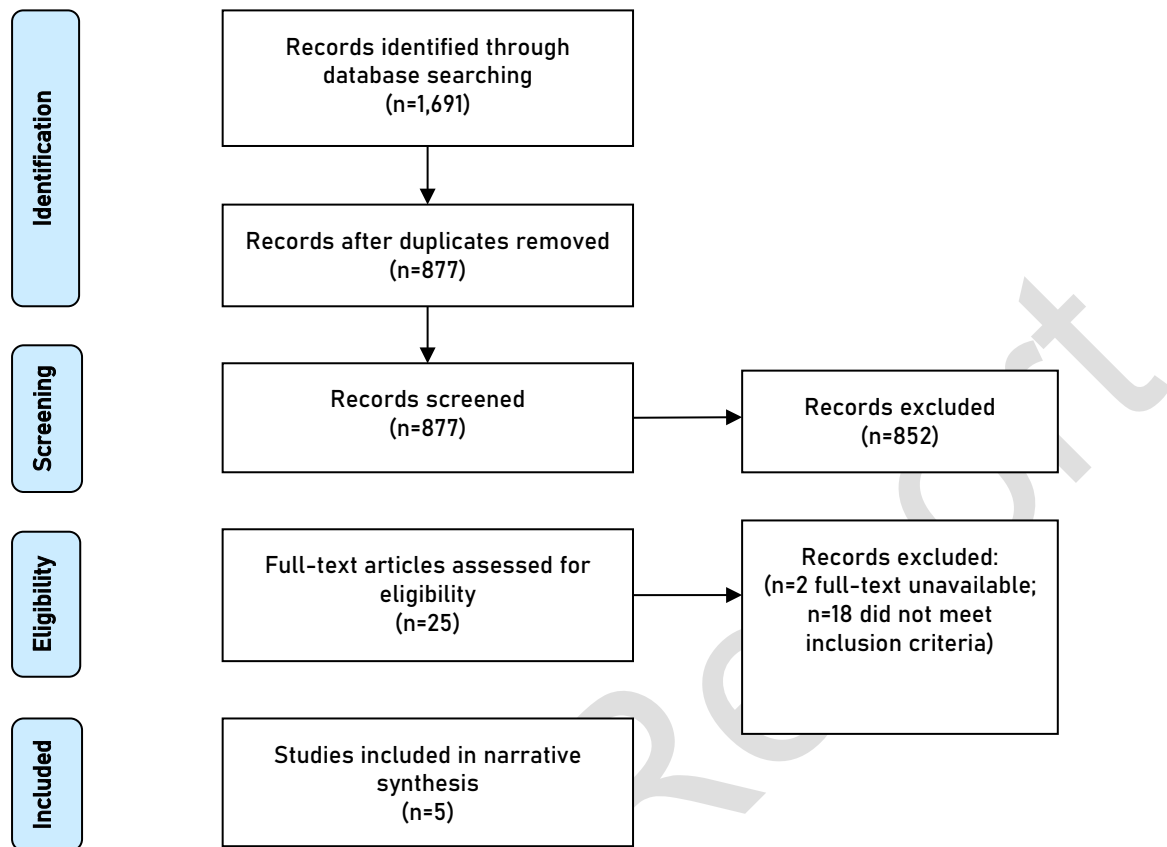 Identification
Records identified through
database searching
(n=1,691)
Records after duplicates removed
(n=877)
Screening
Records screened
(n=877)
Records excluded
(n=852)
Eligibility
Full-text articles assessed for
eligibility
(n=25)
Records excluded:
(n=2 full-text unavailable;
n=18 did not meet
inclusion criteria)
Included
Studies included in narrative
synthesis
(n=5)
Report